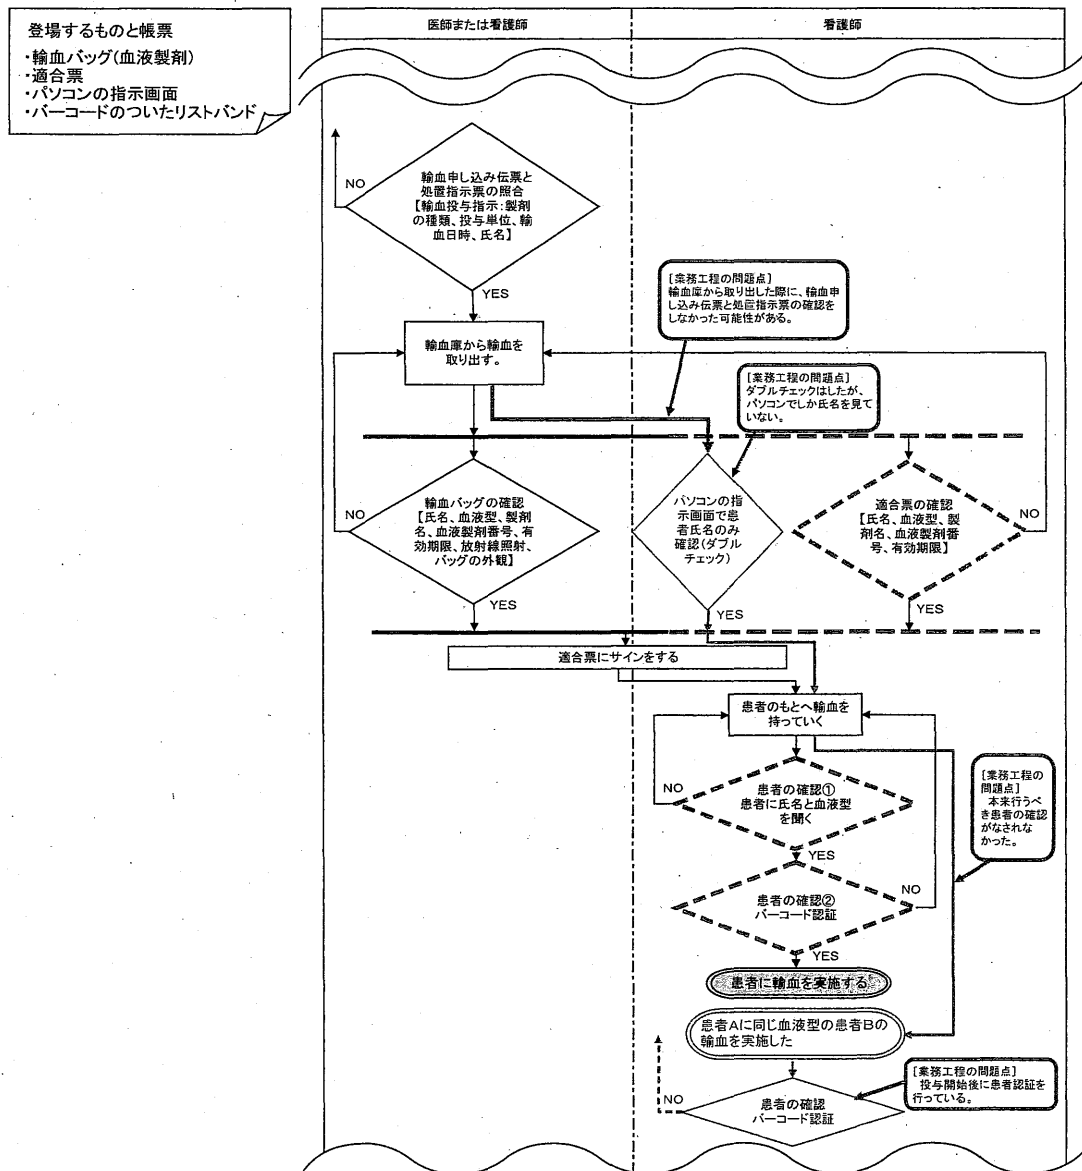 登場するものと帳票
・輸血バッグ(血液製剤)
・適合票
・パソコンの指示画面
・バーコードのついたリストバンド
医師または看護師
看護師
輸血申し込み伝票と
処置指示票の照合
【輸血投与指示:製剤
の種類、投与単位、輸
血日時、氏名】
NO
YES
[業務工程の問題点]
輸血庫から取り出した際に、輸血申
し込み伝票と処置指示票の確認を
しなかった可能性がある。
輸血庫から輸血を
取り出す。
[業務工程の問題点]
ダブルチェックはしたが、
パソコンでしか氏名を見て
いない。
輸血バッグの確認
【氏名、血液型、製剤
名、血液製剤番号、有
効期限、放射線照射、
バッグの外観】
NO
YES
パソコンの指
示画面で患
者氏名のみ
確認(ダブル
チェック)
YES
適合票の確認
【氏名、血液型、製
剤名、血液製剤番
号、有効期限】
NO
YES
適合票にサインをする
患者のもとへ輸血を
持っていく
患者の確認①
患者に氏名と血液型
を聞く
NO
YES
[業務工程の
問題点]
本来行うべ
き患者の確認
がなされな
かった。
患者の確認②
バーコード認証
NO
YES
患者に輸血を実施する
患者Aに同じ血液型の患者Bの
輸血を実施した
[業務工程の問題点]
投与開始後に患者認証を
行っている。
NO
患者の確認
バーコード認証